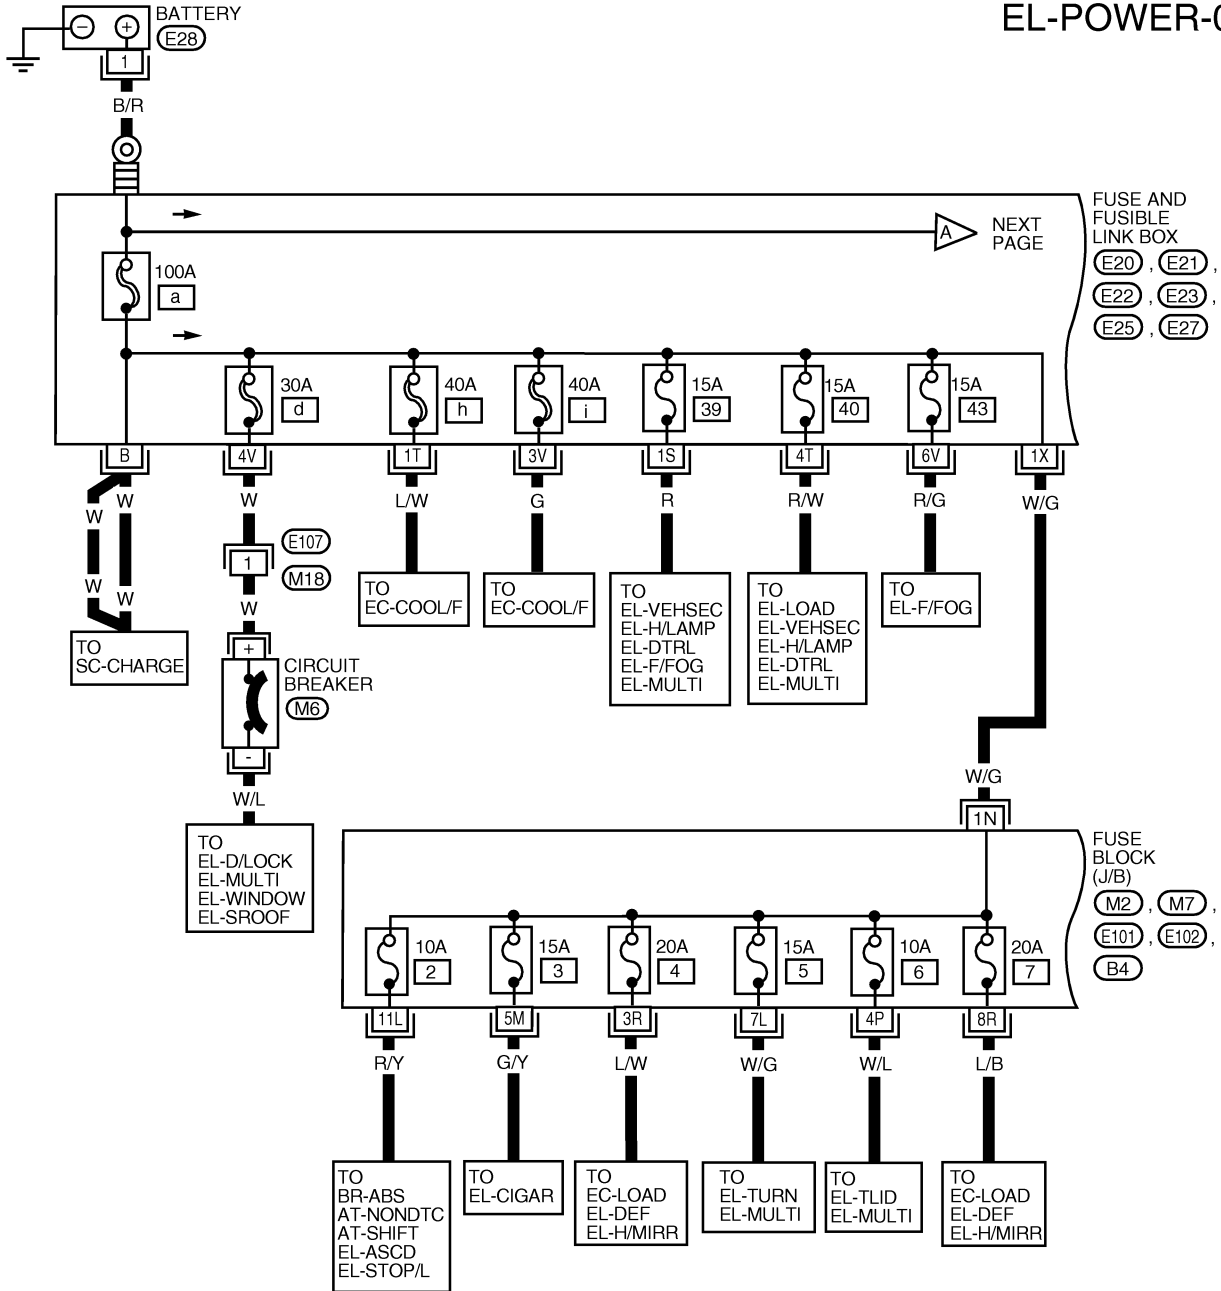 EL-POWER-0
BATTERY
E28
1
B/R
FUSE AND
FUSIBLE
LINK BOX
E20 , E21 ,
E22 , E23 ,
E25 , E27
A
NEXT
PAGE
100A
a
30A
d
40A
h
40A
i
15A
39
15A
40
15A
43
B
4V
1T
3V
1S
4T
6V
1X
W
W
W
L/W
G
R
R/W
R/G
W/G
W
W
E107
1
M18
W
TO
SC-CHARGE
TO
EC-COOL/F
TO
EC-COOL/F
TO
EL-VEHSEC
EL-H/LAMP
EL-DTRL
EL-F/FOG
EL-MULTI
TO
EL-LOAD
EL-VEHSEC
EL-H/LAMP
EL-DTRL
EL-MULTI
TO
EL-F/FOG
+
CIRCUIT
BREAKER
M6
-
W/L
TO
EL-D/LOCK
EL-MULTI
EL-WINDOW
EL-SROOF
W/G
1N
FUSE
BLOCK
(J/B)
M2 , M7 ,
E101 , E102 ,
B4
10A
2
15A
3
20A
4
15A
5
10A
6
20A
7
11L
5M
3R
7L
4P
8R
R/Y
G/Y
L/W
W/G
W/L
L/B
TO
BR-ABS
AT-NONDTC
AT-SHIFT
EL-ASCD
EL-STOP/L
TO
EL-CIGAR
TO
EC-LOAD
EL-DEF
EL-H/MIRR
TO
EL-TURN
EL-MULTI
TO
EL-TLID
EL-MULTI
TO
EC-LOAD
EL-DEF
EL-H/MIRR